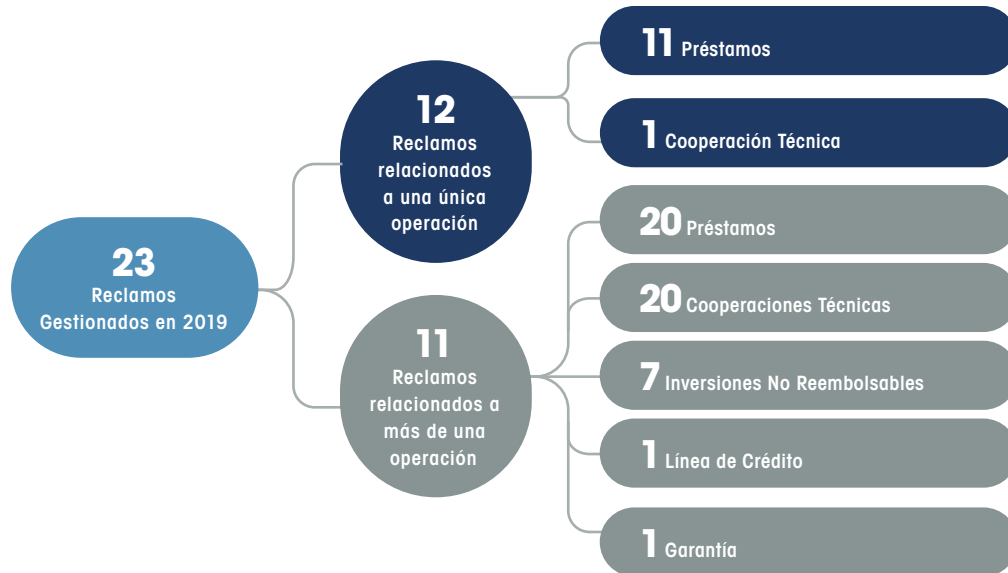 23
Reclamos
Gestionados en 2019
12
Reclamos
relacionados
a una única
operación
11 Préstamos
1 Cooperación Técnica
11
Reclamos
relacionados a
más de una
operación
20 Préstamos
20 Cooperaciones Técnicas
7 Inversiones No Reembolsables
1 Línea de Crédito
1 Garantía